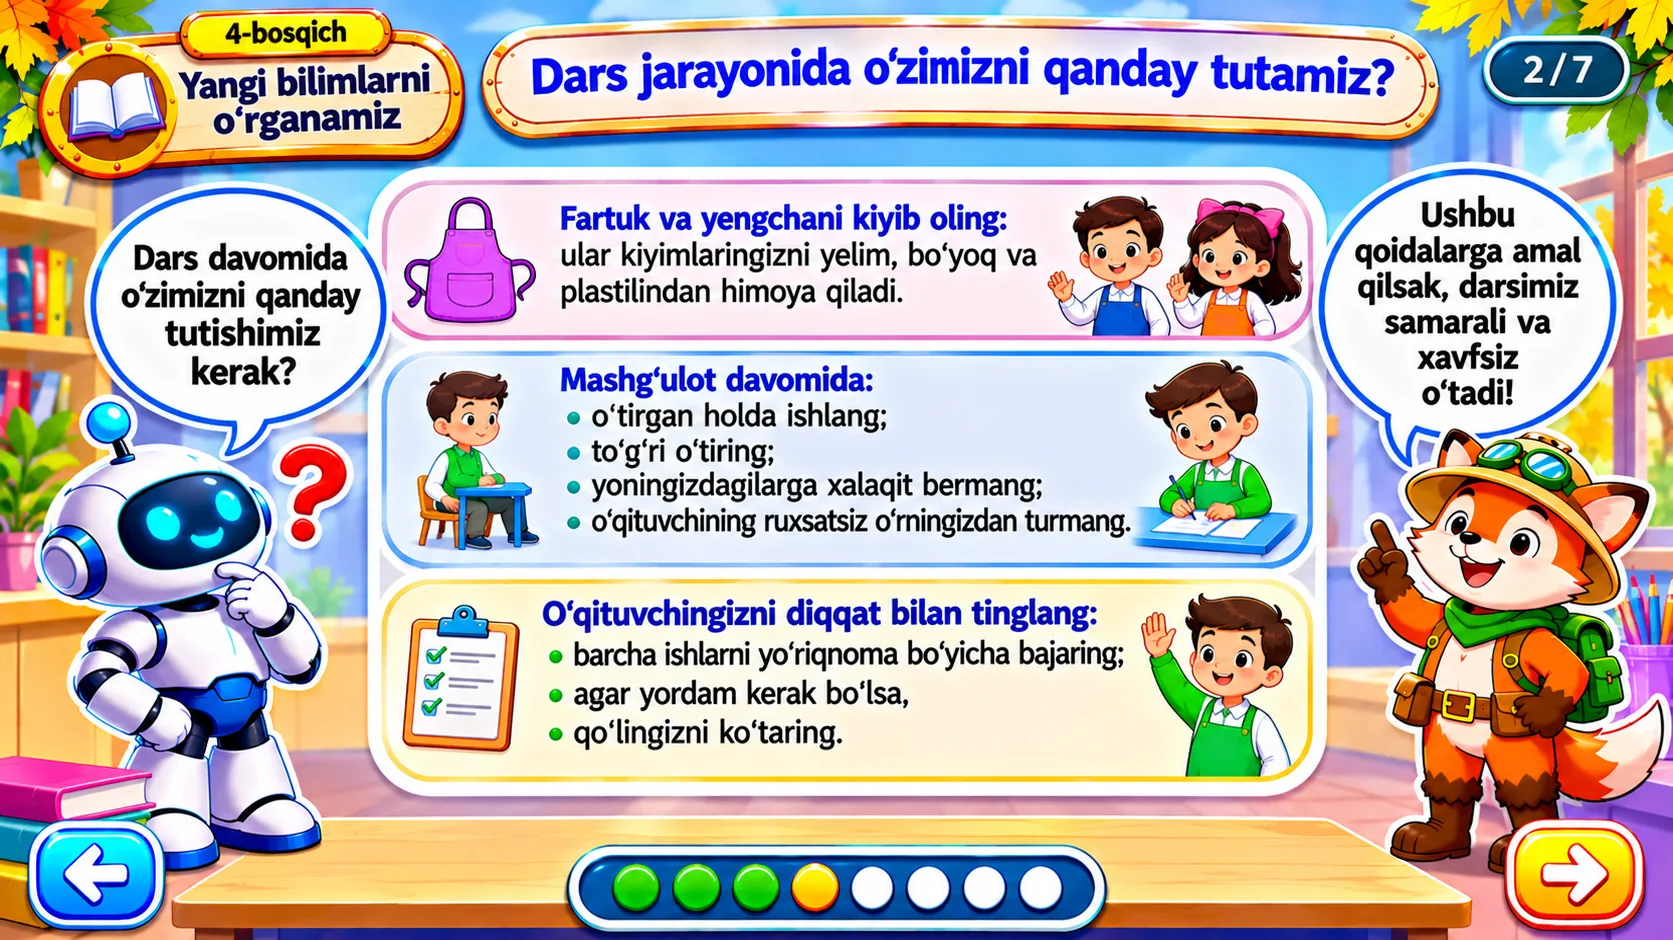 4-bosqich
Yangi bilimlarni
o‘rganamiz
Dars jarayonida o‘zimizni qanday tutamiz?
2/7
Dars davomida
o‘zimizni qanday
tutishimiz
kerak?
Fartuk va yengchani kiyib oling:
ular kiyimlaringizni yelim, bo‘yoq va
plastilindan himoya qiladi.
Mashg‘ulot davomida:
• o‘tirgan holda ishlang;
• to‘g‘ri o‘tiring;
• yoningizdagilarga xalaqit bermang;
• o‘qituvchining ruxsatsiz o‘rningizdan turmang.
O‘qituvchingizni diqqat bilan tinglang:
• barcha ishlarni yo‘riqnoma bo‘yicha bajaring;
• agar yordam kerak bo‘lsa,
• qo‘lingizni ko‘taring.
Ushbu
qoidalarga amal
qilsak, darsimiz
samarali va
xavfsiz
o‘tadi!